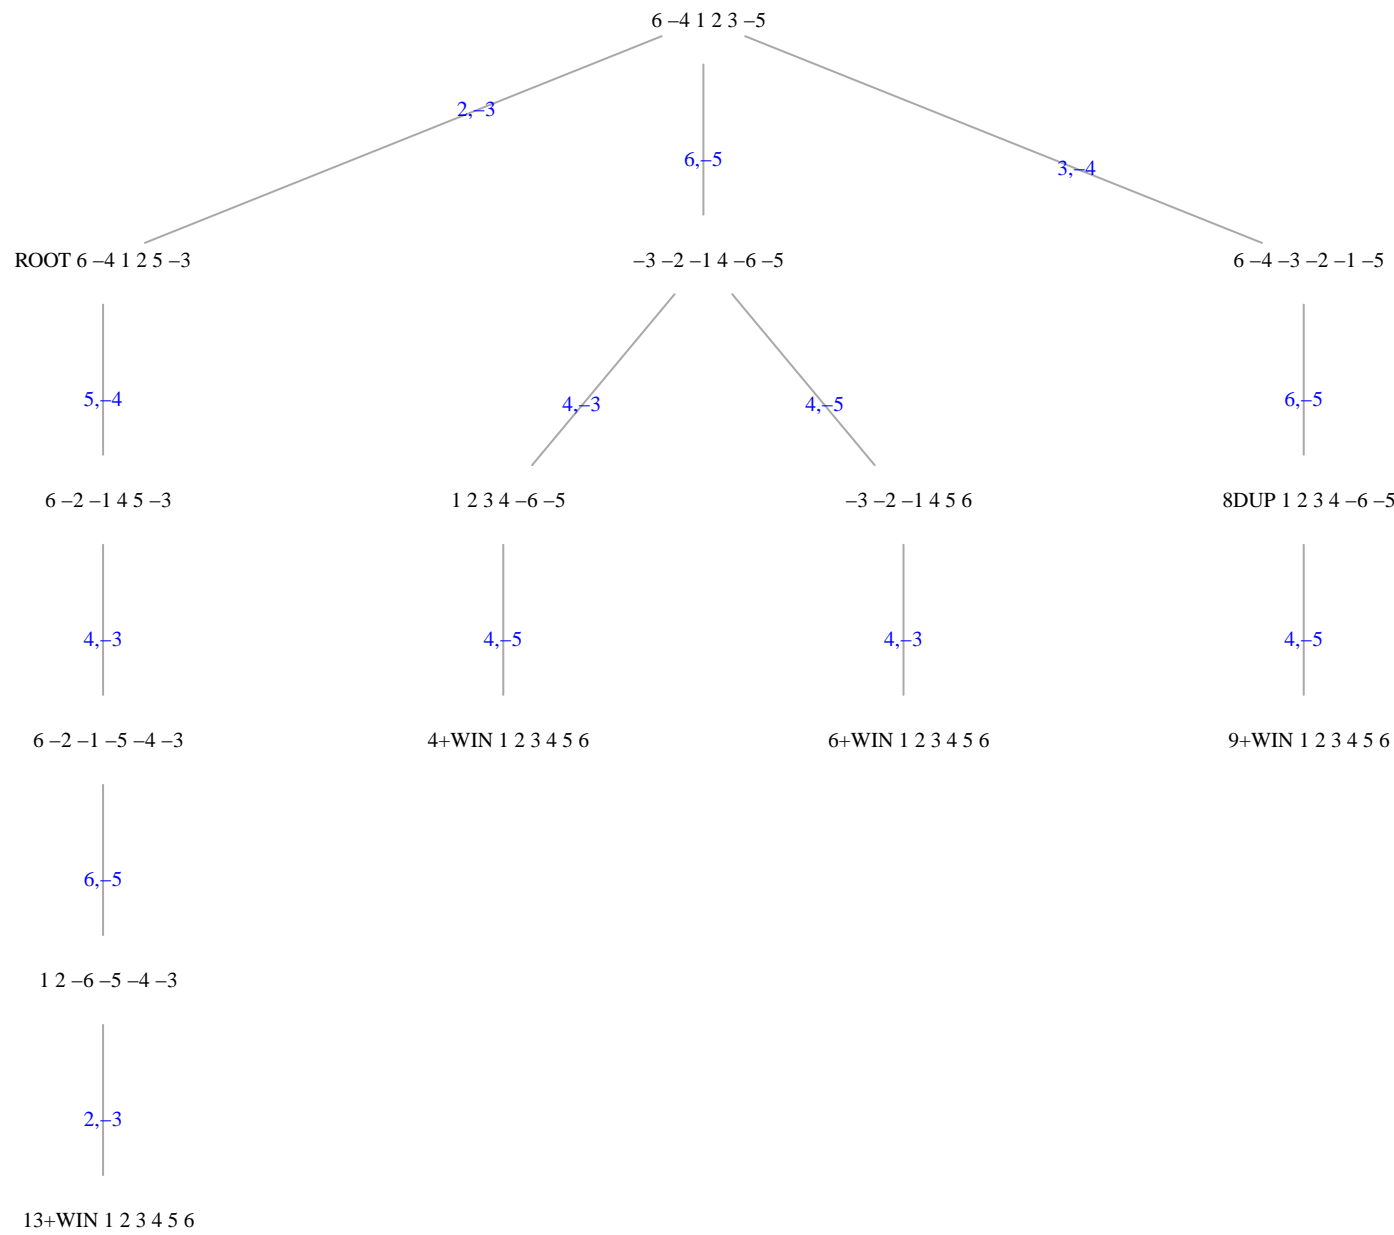 6 –4 1 2 3 –5
2,–3
6,–5
3,–4
ROOT 6 –4 1 2 5 –3
–3 –2 –1 4 –6 –5
6 –4 –3 –2 –1 –5
5,–4
4,–3
4,–5
6,–5
6 –2 –1 4 5 –3
1 2 3 4 –6 –5
–3 –2 –1 4 5 6
8DUP 1 2 3 4 –6 –5
4,–3
4,–5
4,–3
4,–5
6 –2 –1 –5 –4 –3
4+WIN 1 2 3 4 5 6
6+WIN 1 2 3 4 5 6
9+WIN 1 2 3 4 5 6
6,–5
1 2 –6 –5 –4 –3
2,–3
13+WIN 1 2 3 4 5 6